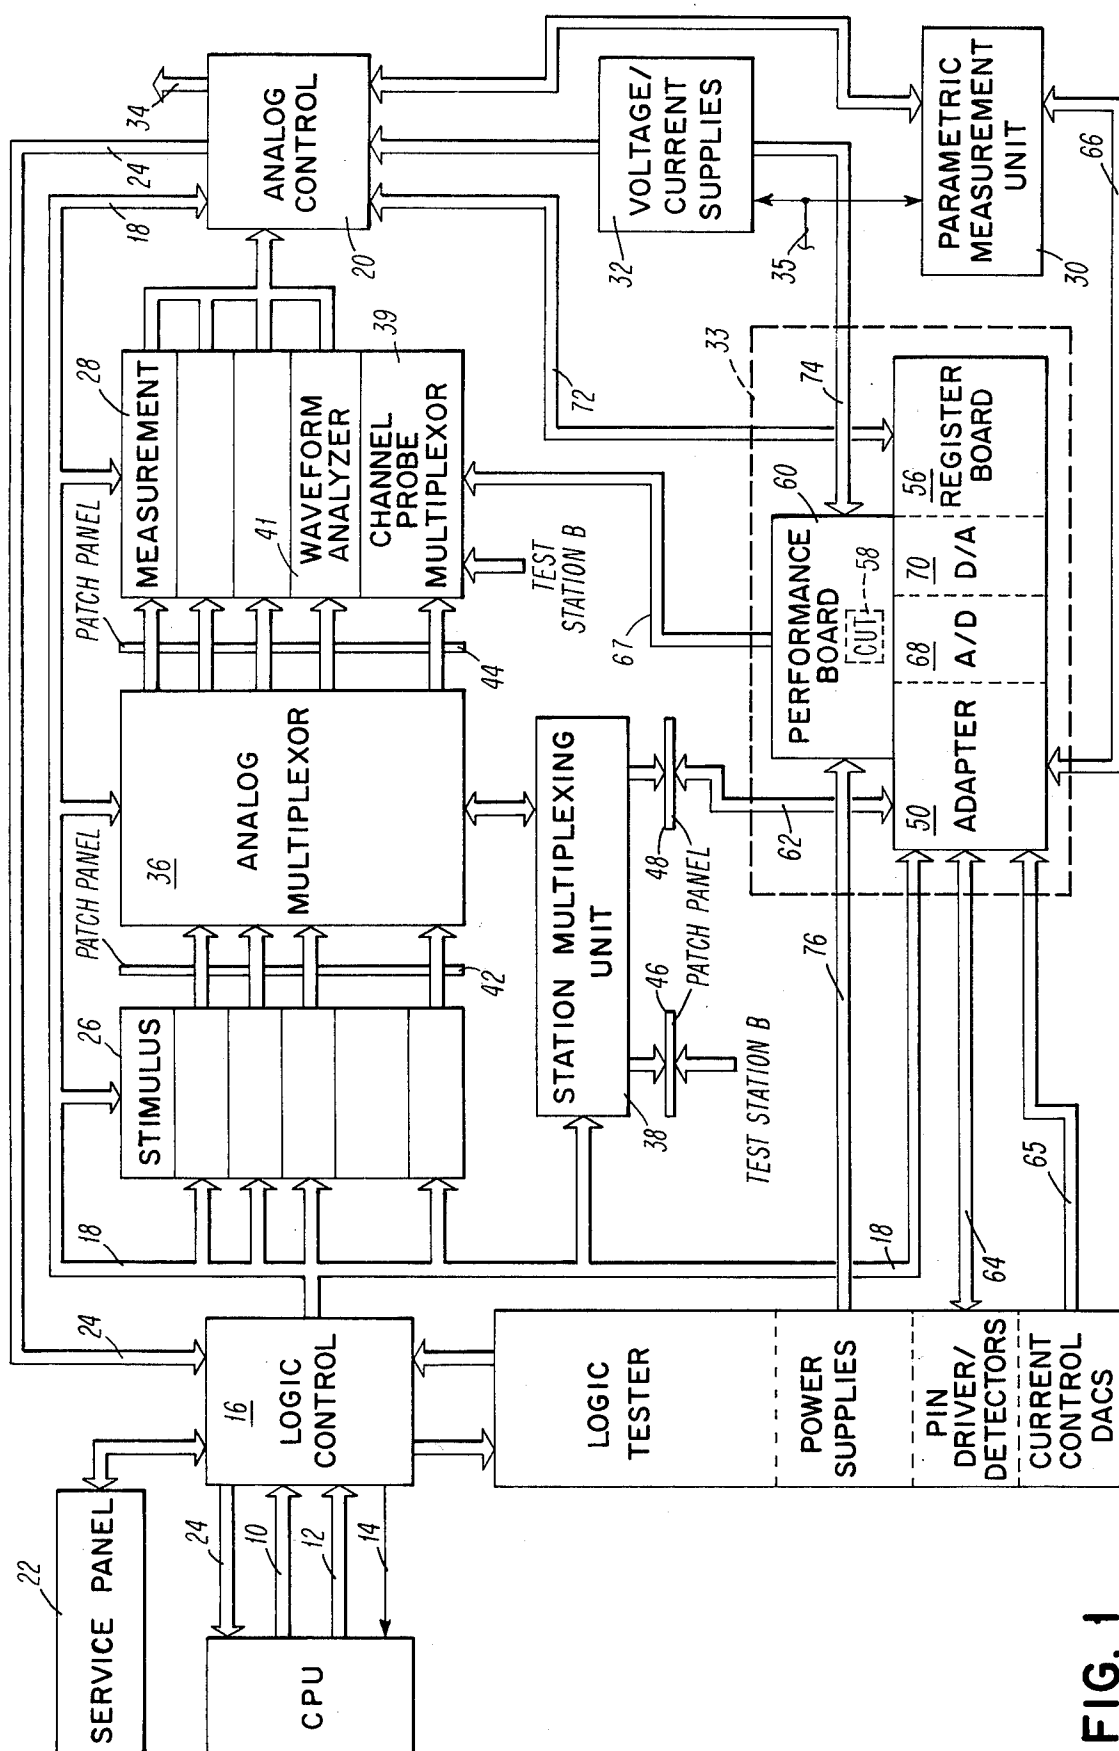 22
SERVICE PANEL
CPU
24
10
12
14
24
16
LOGIC
CONTROL
LOGIC
TESTER
POWER
SUPPLIES
PIN
DRIVER/
DETECTORS
CURRENT
CONTROL
DACS
18
26
STIMULUS
PATCH PANEL
42
36
ANALOG
MULTIPLEXOR
PATCH PANEL
44
28
MEASUREMENT
41
WAVEFORM
ANALYZER
39
CHANNEL
PROBE
MULTIPLEXOR
TEST
STATION B
67
18
24
34
ANALOG
CONTROL
20
STATION MULTIPLEXING
UNIT
38
46
48
PATCH PANEL
TEST STATION B
62
72
VOLTAGE/
CURRENT
SUPPLIES
32
35
PARAMETRIC
MEASUREMENT
UNIT
30
66
33
74
60
PERFORMANCE
BOARD
CUT
58
50
ADAPTER
68
A/D
70
D/A
56
REGISTER
BOARD
76
18
64
65
FIG. 1